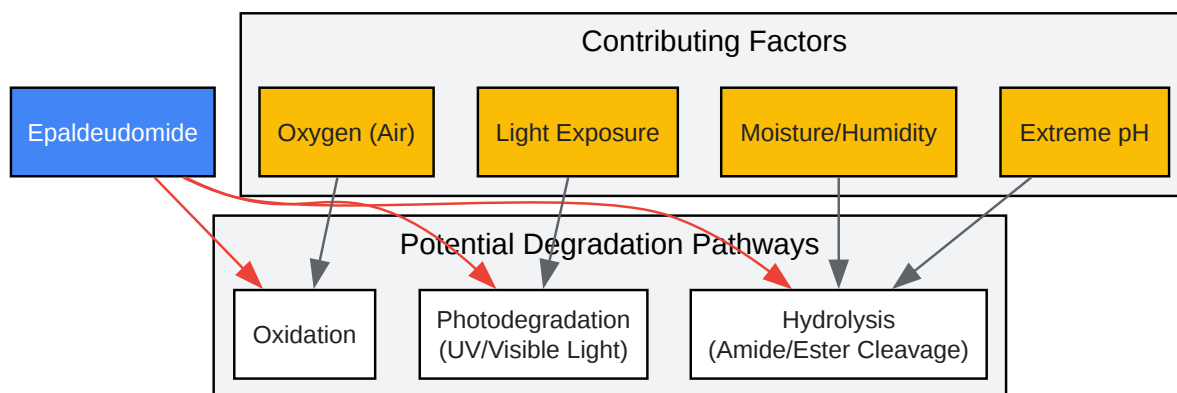 Contributing Factors
Epaldeudomide
Oxygen (Air)
Light Exposure
Moisture/Humidity
Extreme pH
Potential Degradation Pathways
Oxidation
Photodegradation
(UV/Visible Light)
Hydrolysis
(Amide/Ester Cleavage)